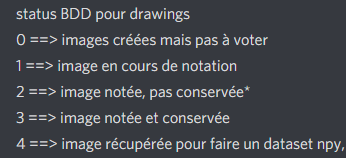 status BDD pour drawings
0 ==> images créées mais pas à voter
1 ==> image en cours de notation
2 ==> image notée, pas conservée*
3 ==> image notée et conservée
4 ==> image récupérée pour faire un dataset npy,